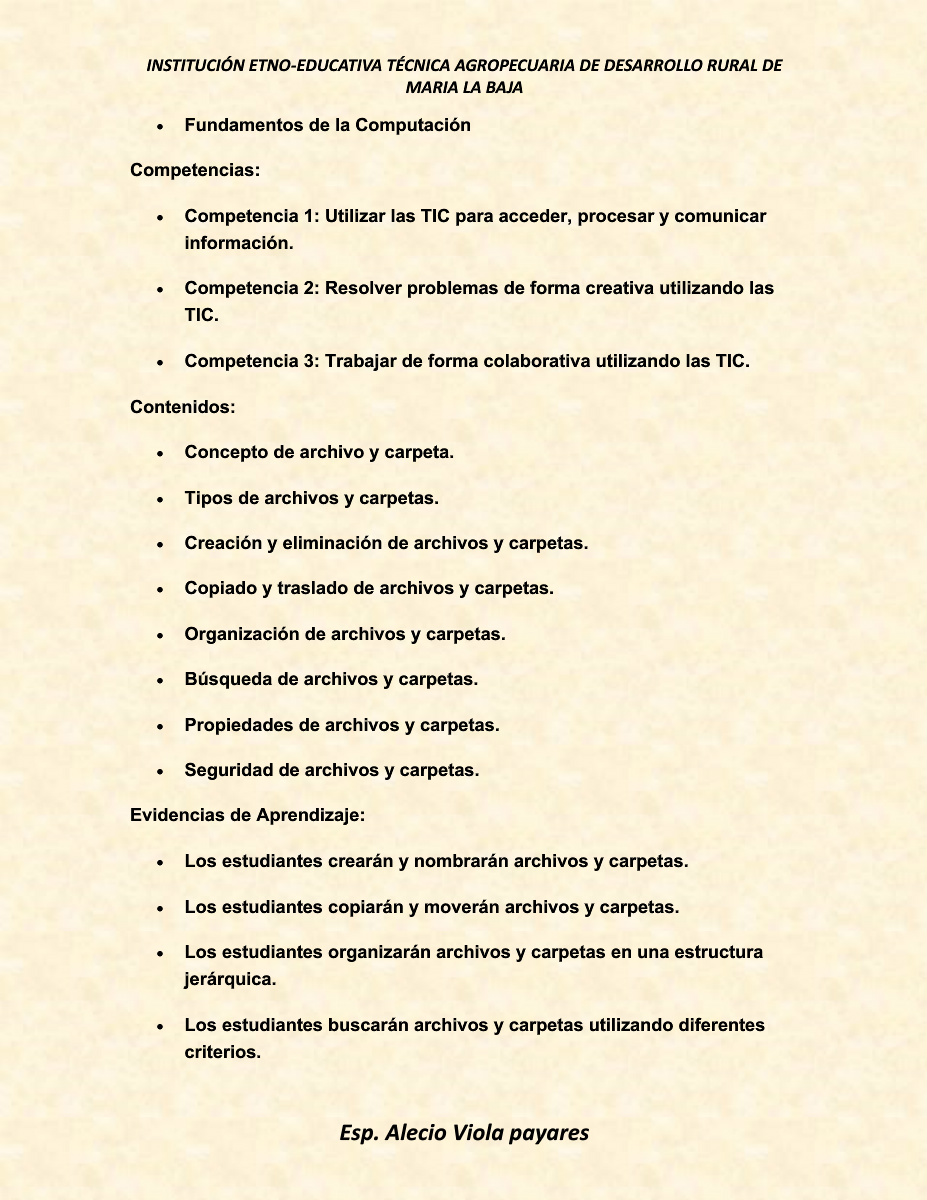 INSTITUCIÓN ETNO-EDUCATIVA TÉCNICA AGROPECUARIA DE DESARROLLO RURAL DE
MARIA LA BAJA
• Fundamentos de la Computación
Competencias:
• Competencia 1: Utilizar las TIC para acceder, procesar y comunicar
información.
• Competencia 2: Resolver problemas de forma creativa utilizando las
TIC.
• Competencia 3: Trabajar de forma colaborativa utilizando las TIC.
Contenidos:
• Concepto de archivo y carpeta.
• Tipos de archivos y carpetas.
• Creación y eliminación de archivos y carpetas.
• Copiado y traslado de archivos y carpetas.
• Organización de archivos y carpetas.
• Búsqueda de archivos y carpetas.
• Propiedades de archivos y carpetas.
• Seguridad de archivos y carpetas.
Evidencias de Aprendizaje:
• Los estudiantes crearán y nombrarán archivos y carpetas.
• Los estudiantes copiarán y moverán archivos y carpetas.
• Los estudiantes organizarán archivos y carpetas en una estructura
jerárquica.
• Los estudiantes buscarán archivos y carpetas utilizando diferentes
criterios.
Esp. Alecio Viola payares